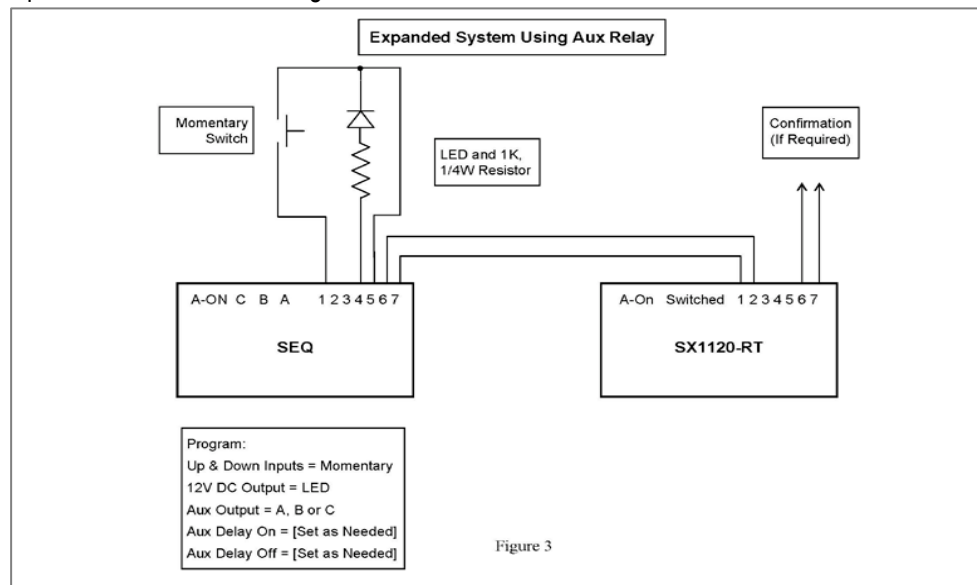 Expanded System Using Aux Relay
Momentary
Switch
LED and 1K,
1/4W Resistor
Confirmation
(If Required)
A-ON C B A 1 2 3 4 5 6 7
SEQ
A-On Switched 1 2 3 4 5 6 7
SX1120-RT
Program:
Up & Down Inputs = Momentary
12V DC Output = LED
Aux Output = A, B or C
Aux Delay On = [Set as Needed]
Aux Delay Off = [Set as Needed]
Figure 3